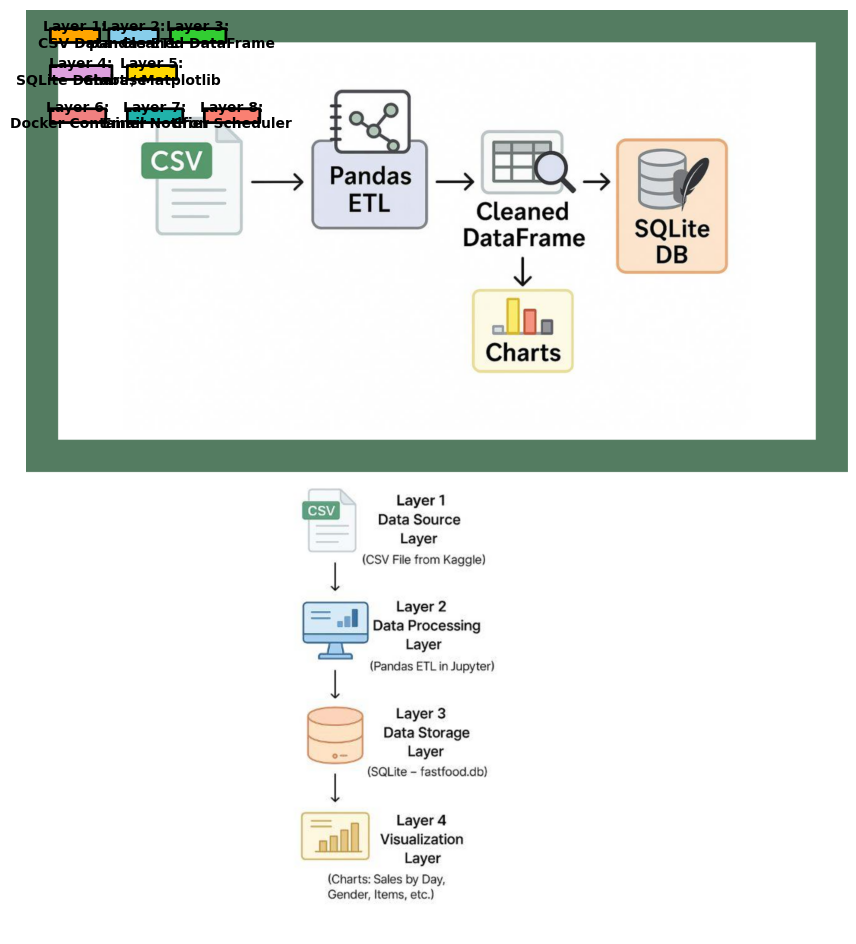 Layer 1: Layer 2: Layer 3:
CSV Data Cleaned DataFrame
Layer 4: Layer 5:
SQLite Database Matplotlib
Layer 6: Layer 7: Layer 8:
Docker Container Email Notifier Scheduler
CSV
Pandas
ETL
Cleaned
DataFrame
SQLite
DB
Charts
CSV
Layer 1
Data Source
Layer
(CSV File from Kaggle)
Layer 2
Data Processing
Layer
(Pandas ETL in Jupyter)
Layer 3
Data Storage
Layer
(SQLite – fastfood.db)
Layer 4
Visualization
Layer
(Charts: Sales by Day,
Gender, Items, etc.)